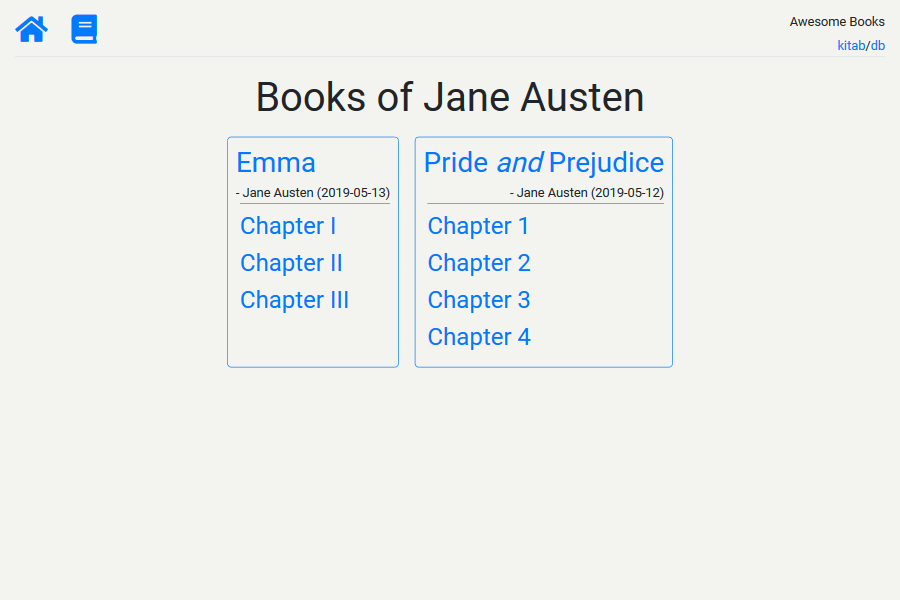 Awesome Books
kitab/db
Books of Jane Austen
Emma
- Jane Austen (2019-05-13)
Chapter I
Chapter II
Chapter III
Pride and Prejudice
- Jane Austen (2019-05-12)
Chapter 1
Chapter 2
Chapter 3
Chapter 4